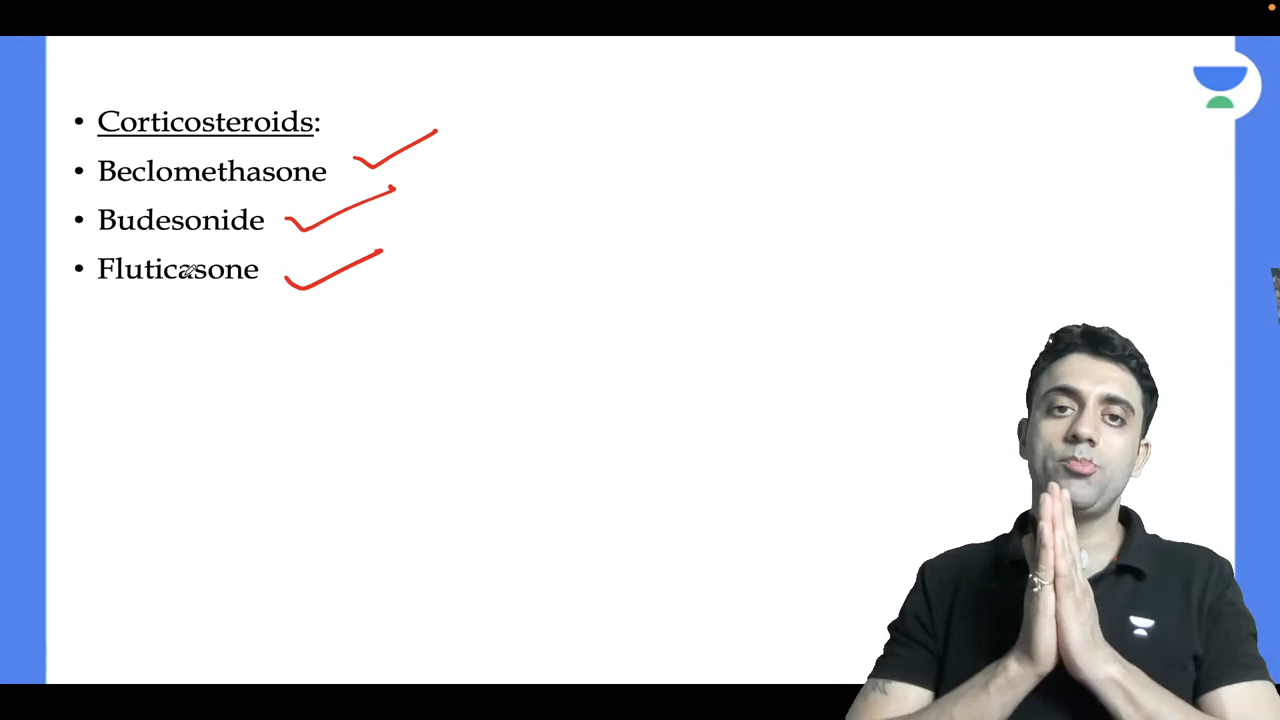 • Corticosteroids:
• Beclomethasone
• Budesonide
• Fluticasone